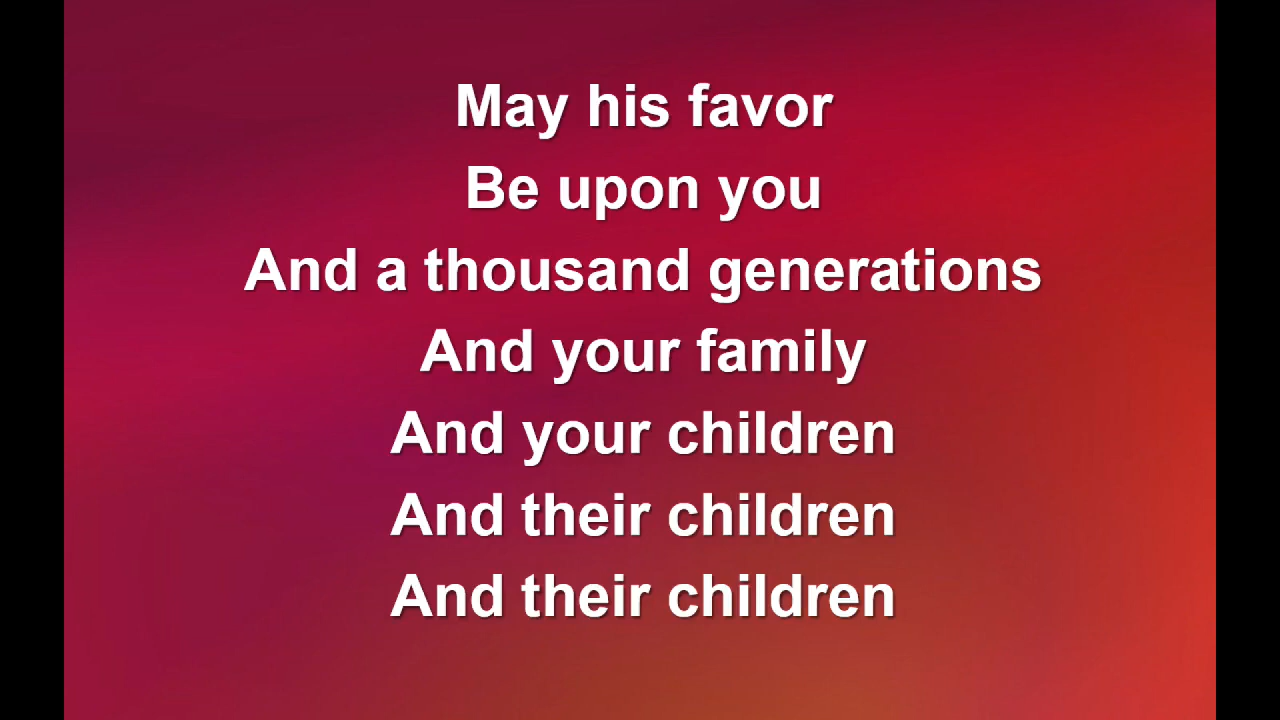 May his favor
Be upon you
And a thousand generations
And your family
And your children
And their children
And their children